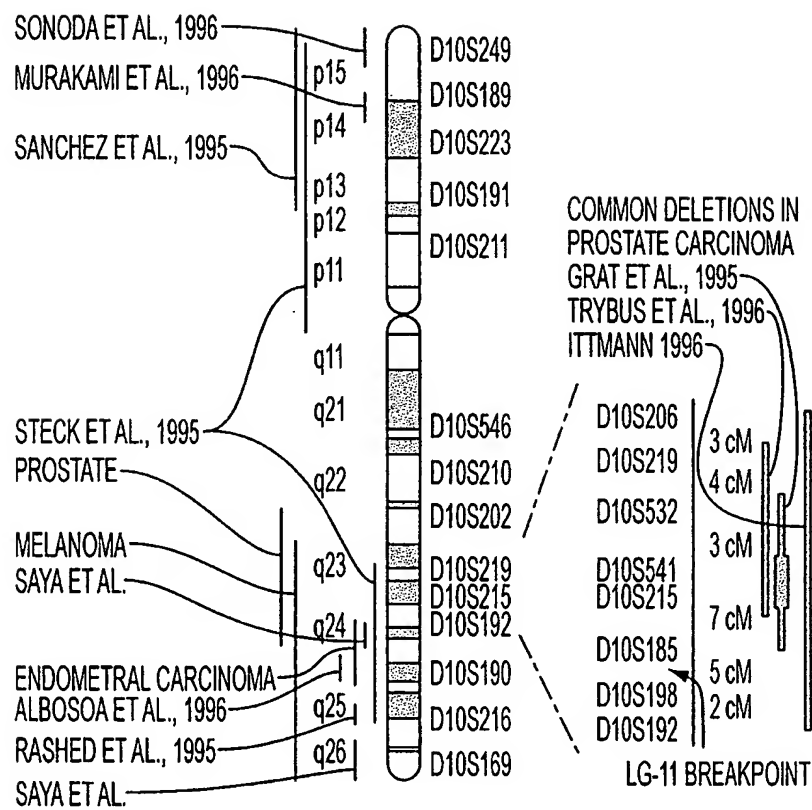 SONODA ET AL., 1996
MURAKAMI ET AL., 1996
SANCHEZ ET AL., 1995
STECK ET AL., 1995
PROSTATE
MELANOMA
SAYA ET AL.
ENDOMETRAL CARCINOMA
ALBOSOA ET AL., 1996
RASHED ET AL., 1995
SAYA ET AL.
p15
p14
p13
p12
p11
q11
q21
q22
q23
q24
q25
q26
D10S249
D10S189
D10S223
D10S191
D10S211
D10S546
D10S210
D10S202
D10S219
D10S215
D10S192
D10S190
D10S216
D10S169
COMMON DELETIONS IN
PROSTATE CARCINOMA
GRAT ET AL., 1995
TRYBUS ET AL., 1996
ITTMANN 1996
D10S206
D10S219
D10S532
D10S541
D10S215
D10S185
D10S198
D10S192
3 cM
4 cM
3 cM
7 cM
5 cM
2 cM
LG-11 BREAKPOINT